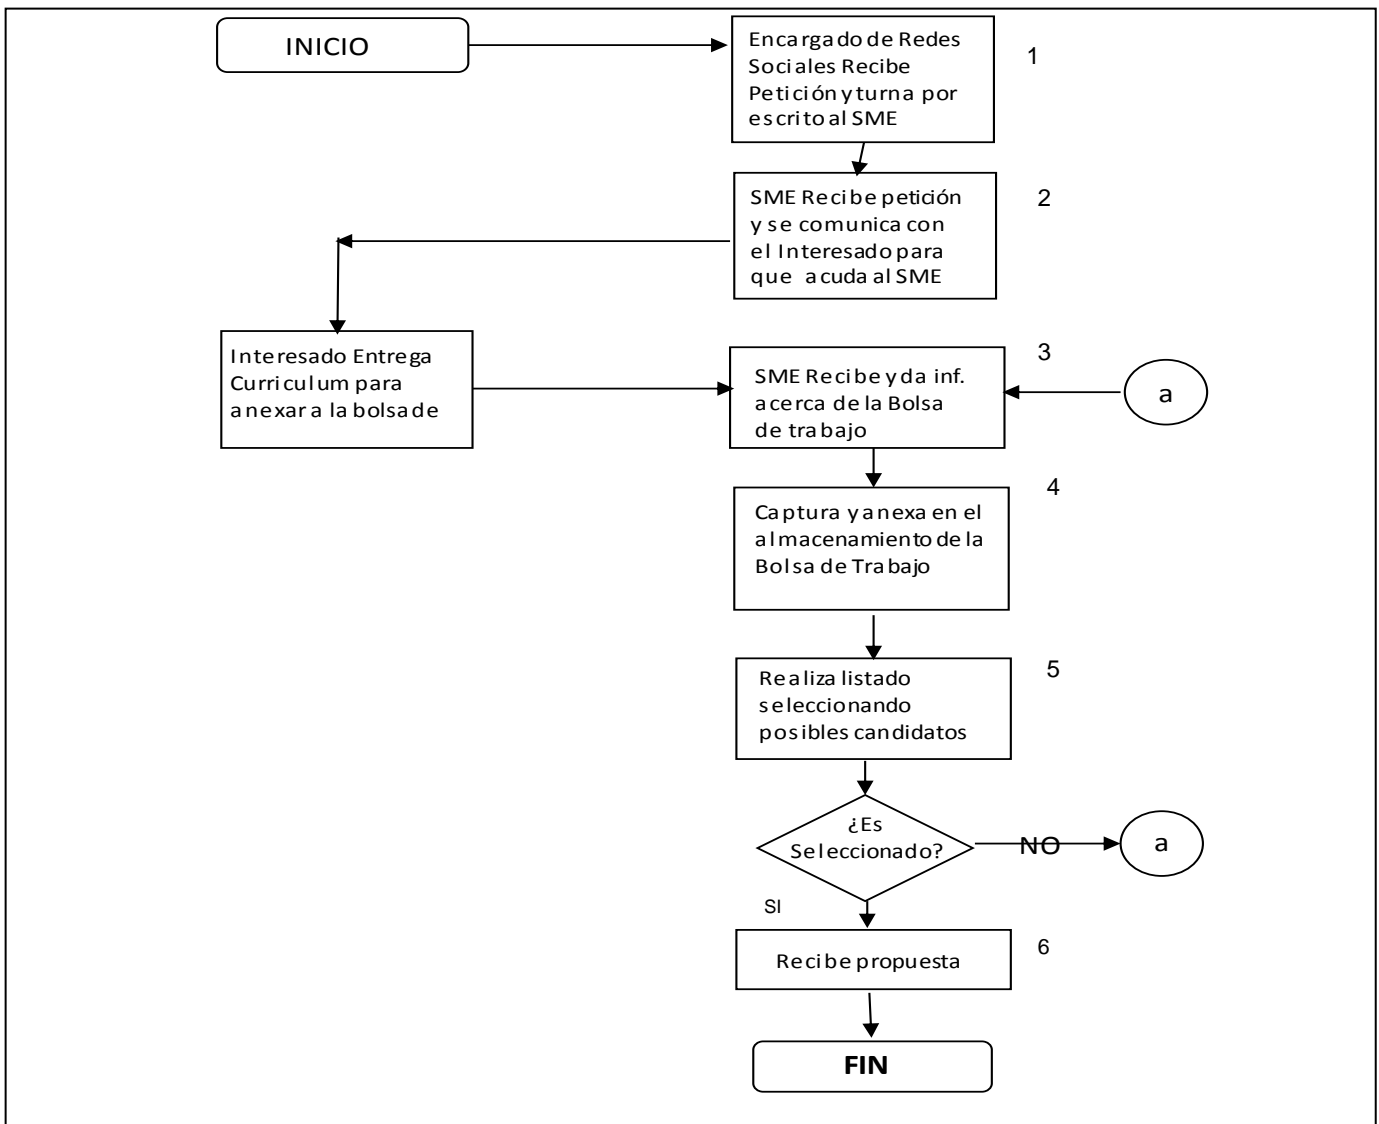 INICIO
Encargado de Redes
Sociales Recibe
Petición y turna por
escrito al SME
1
SME Recibe petición
y se comunica con
el Interesado para
que acuda al SME
2
Interesado Entrega
Curriculum para
anexar a la bolsa de
SME Recibe y da inf.
acerca de la Bolsa
de trabajo
3
a
Captura y anexa en el
almacenamiento de la
Bolsa de Trabajo
4
Realiza listado
seleccionando
posibles candidatos
5
¿Es
Seleccionado?
NO
a
SI
Recibe propuesta
6
FIN